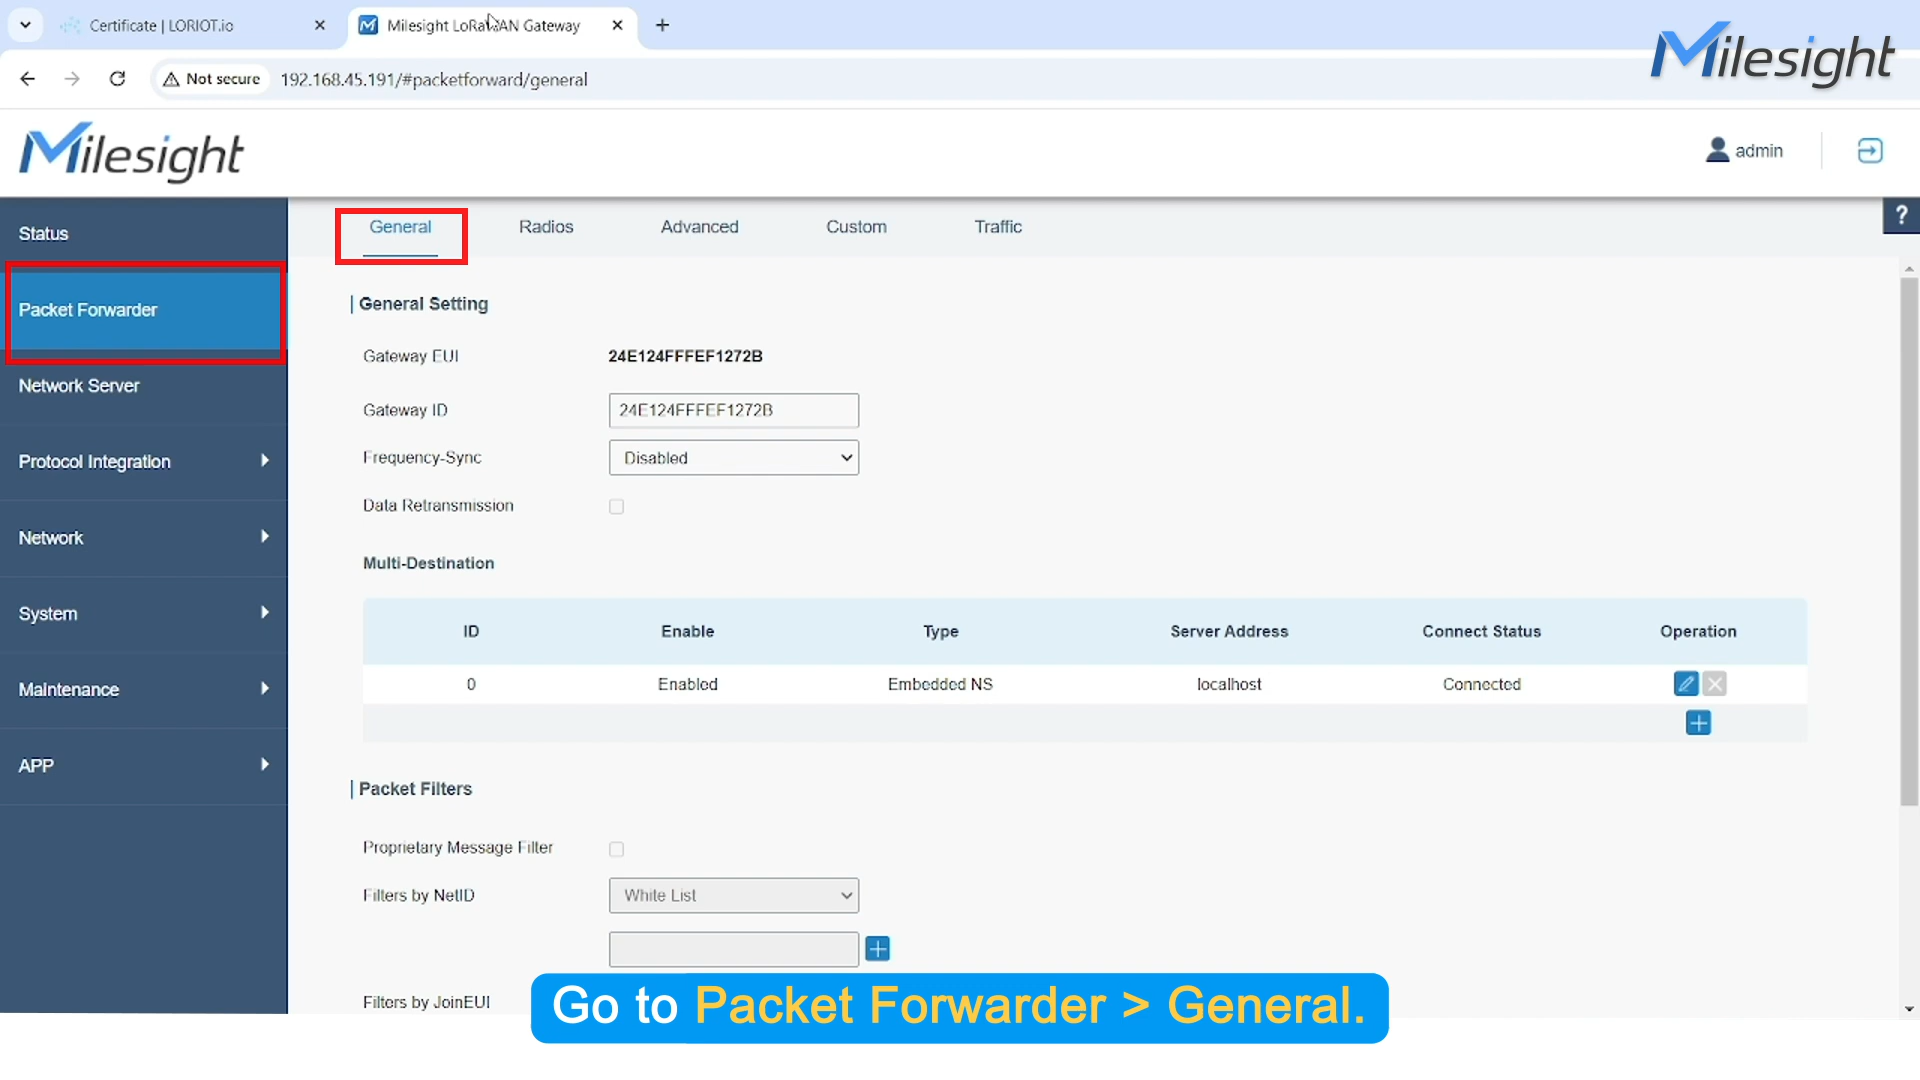 Certificate | LORIOT.io
Milesight LoRaWAN Gateway
Not secure
192.168.45.191/#packetforward/general
Milesight
Milesight
admin
Status
Packet Forwarder
Network Server
Protocol Integration
Network
System
Maintenance
APP
General
Radios
Advanced
Custom
Traffic
?
General Setting
Gateway EUI
24E124FFFEF1272B
Gateway ID
24E124FFFEF1272B
Frequency-Sync
Disabled
Data Retransmission
Multi-Destination
ID Enable Type Server Address Connect Status Operation
0 Enabled Embedded NS localhost Connected
Packet Filters
Proprietary Message Filter
Filters by NetID
White List
Filters by JoinEUI
Go to Packet Forwarder > General.